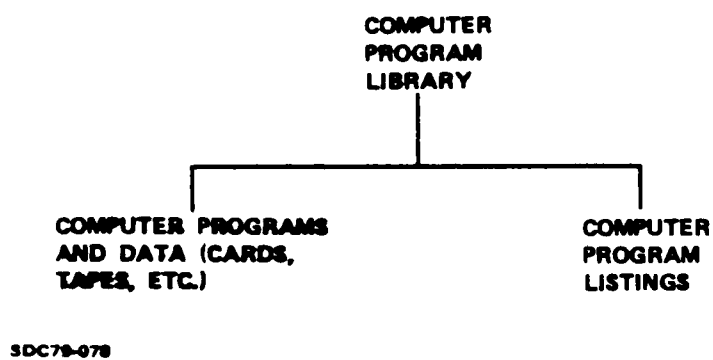 COMPUTER
PROGRAM
LIBRARY
COMPUTER PROGRAMS
AND DATA (CARDS,
TAPES, ETC.)
COMPUTER
PROGRAM
LISTINGS
SDC79-078